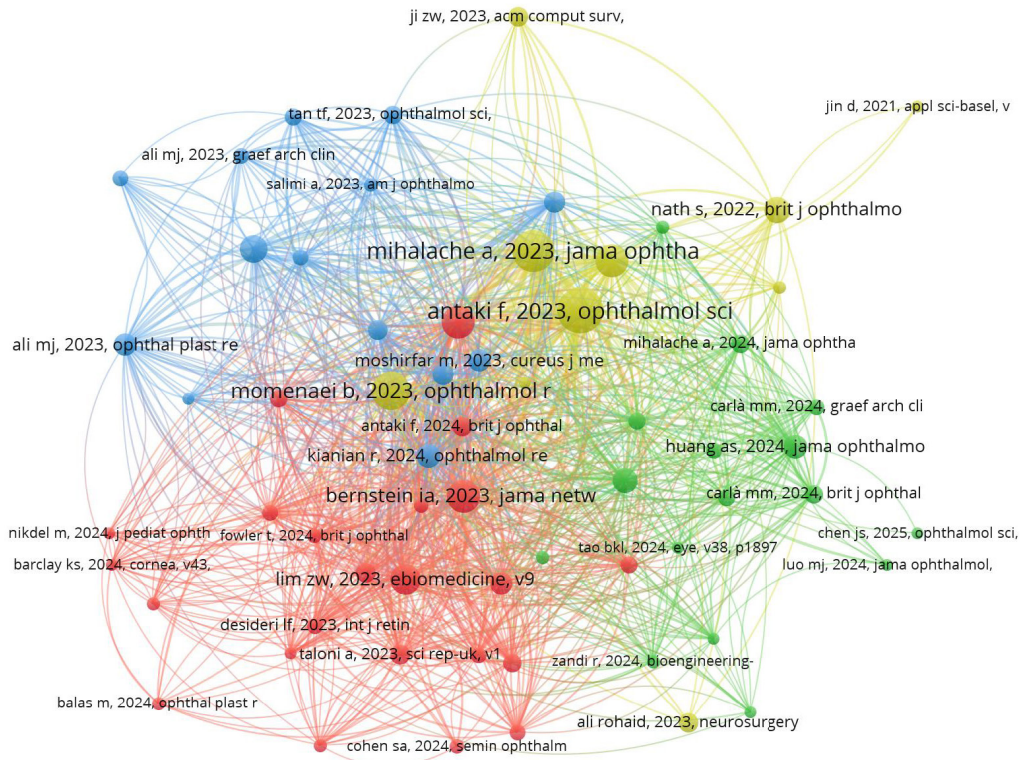 ji zw, 2023, acm comput surv,
jin d, 2021, appl sci-basel, v
tan tf, 2023, ophthalmol sci,
ali mj, 2023, graef arch clin
salimi a, 2023, am j ophthalmo
nath s, 2022, brit j ophthalmo
mihalache a, 2023, jama ophtha
antaki f, 2023, ophthalmol sci
ali mj, 2023, ophthal plast re
mihalache a, 2024, jama ophtha
moshirfar m, 2023, cureus j me
momenaei b, 2023, ophthalmol r
carlà mm, 2024, graef arch cli
antaki f, 2024, brit j ophthal
huang as, 2024, jama ophthalmo
kianian r, 2024, ophthalmol re
bernstein ia, 2023, jama netw
carlà mm, 2024, brit j ophthal
nikdel m, 2024, j pediat ophth
fowler t, 2024, brit j ophthal
chen js, 2025, ophthalmol sci,
tao bkl, 2024, eye, v38, p1897
barclay ks, 2024, cornea, v43,
luo mj, 2024, jama ophthalmol,
lim zw, 2023, ebiomedicine, v9
desideri lf, 2023, int j retin
taloni a, 2023, sci rep-uk, v1
zandi r, 2024, bioengineering-
balas m, 2024, ophthal plast r
ali rohaid, 2023, neurosurgery
cohen sa, 2024, semin ophthalm